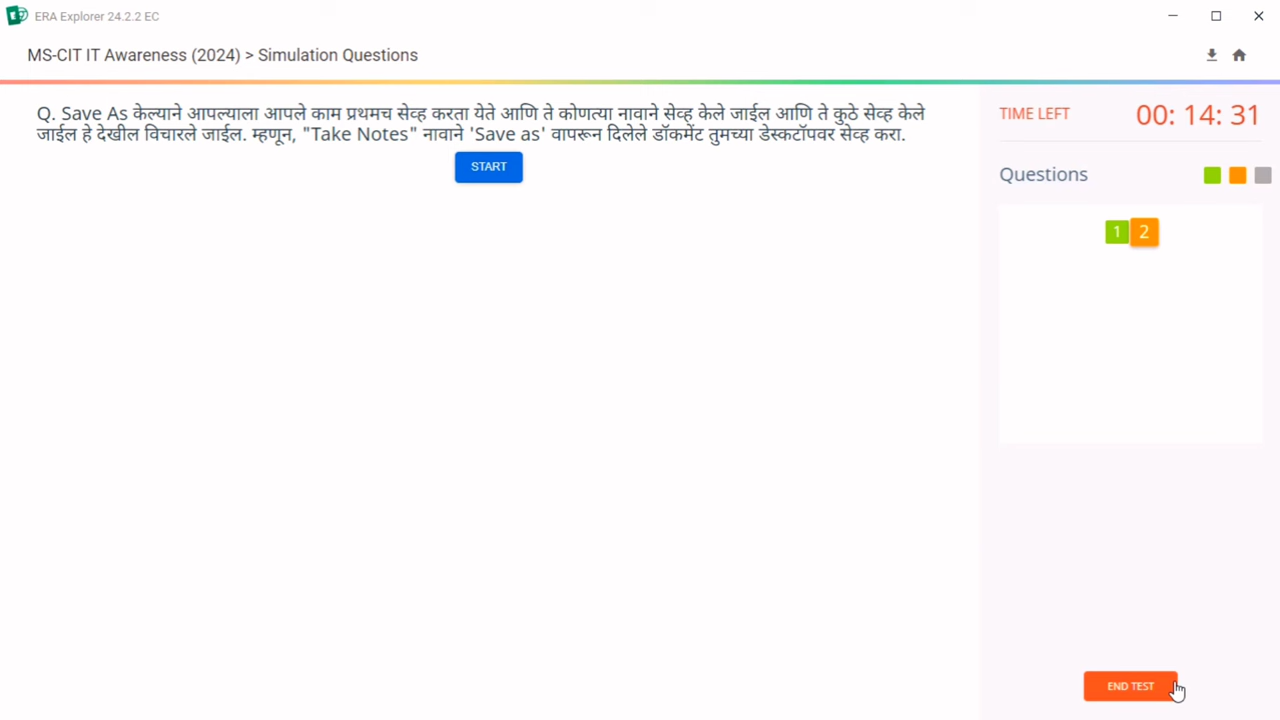 ERA Explorer 24.2.2 EC
MS-CIT IT Awareness (2024) > Simulation Questions
Q. Save As केल्याने आपल्याला आपले काम प्रथमच सेव्ह करता येते आणि ते कोणत्या नावाने सेव्ह केले जाईल आणि ते कुठे सेव्ह केले
जाईल हे देखील विचारले जाईल. म्हणून, "Take Notes" नावाने 'Save as' वापरून दिलेले डॉकमेंट तुमच्या डेस्कटॉपवर सेव्ह करा.
START
TIME LEFT 00: 14: 31
Questions
1 2
END TEST